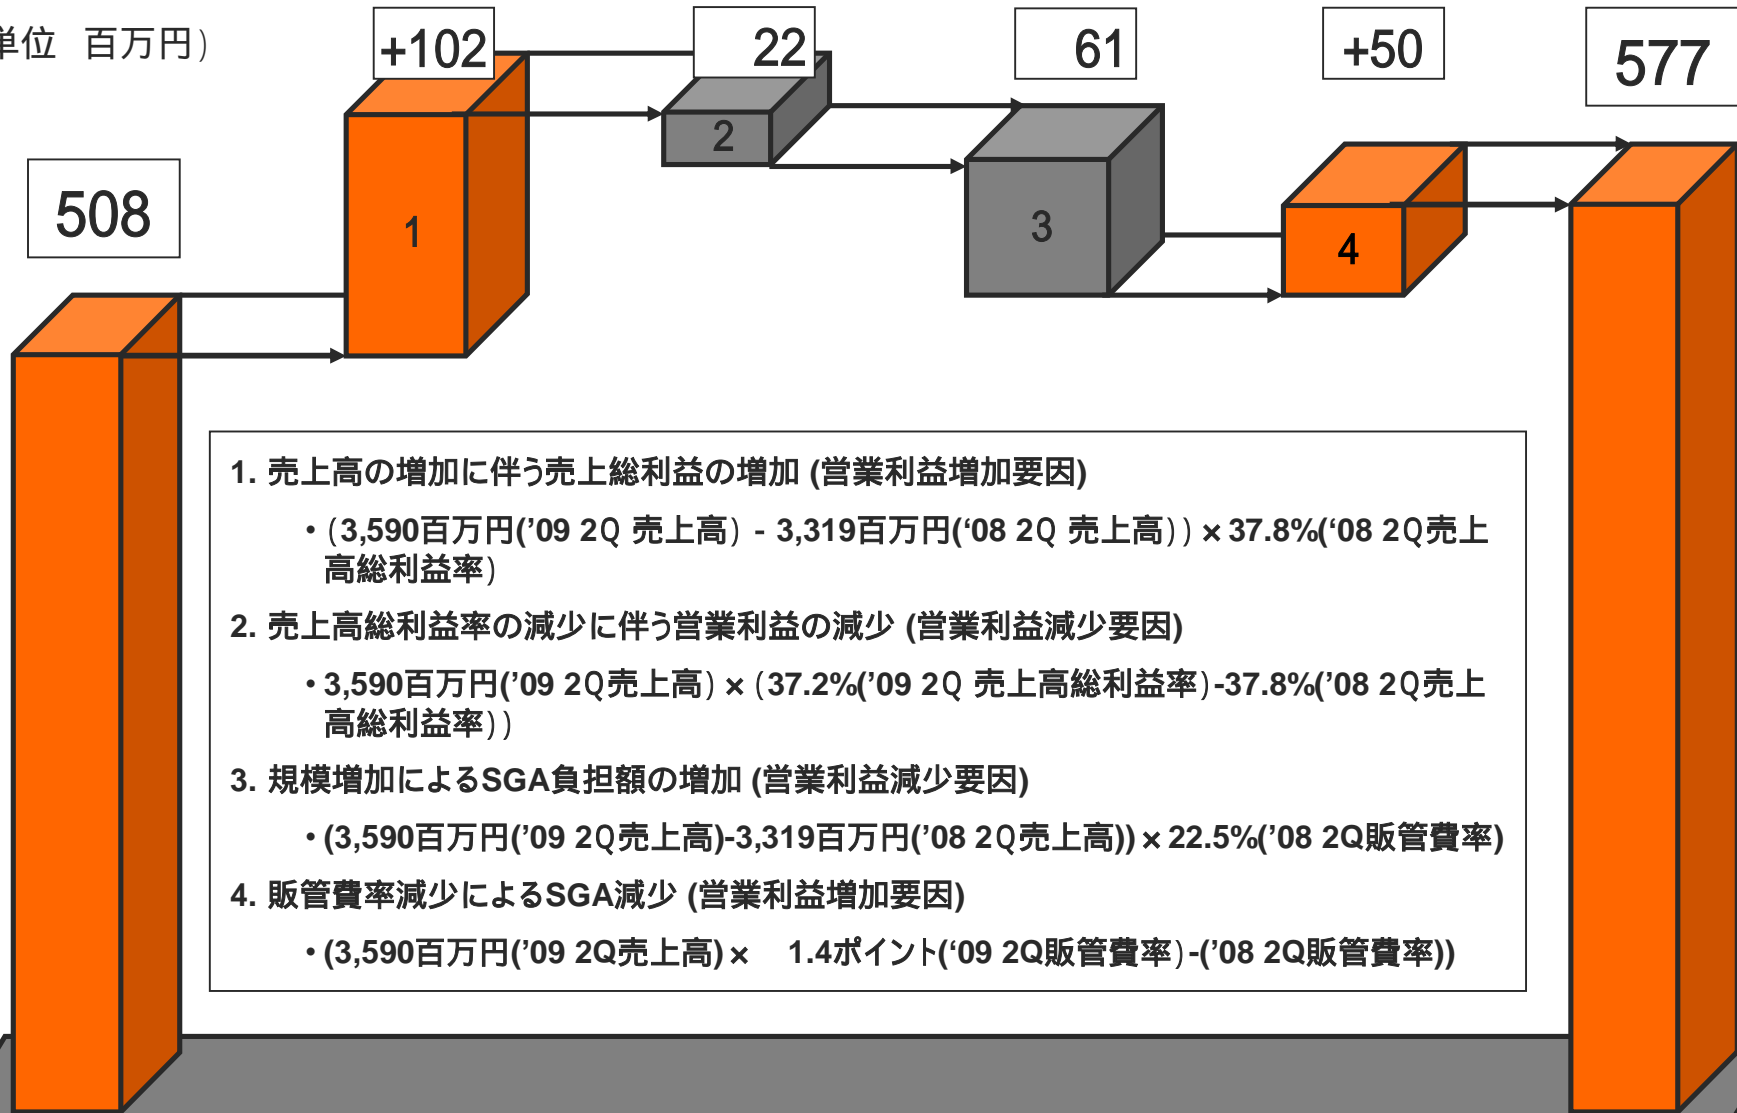 単位 百万円)
+102
22
61
+50
577
508
1
2
3
4
1. 売上高の増加に伴う売上総利益の増加 (営業利益増加要因)
・(3,590百万円('09 2Q 売上高) - 3,319百万円('08 2Q 売上高)) × 37.8%('08 2Q売上
高総利益率)
2. 売上高総利益率の減少に伴う営業利益の減少 (営業利益減少要因)
・3,590百万円('09 2Q売上高) × (37.2%('09 2Q 売上高総利益率)-37.8%('08 2Q売上
高総利益率))
3. 規模増加によるSGA負担額の増加 (営業利益減少要因)
・(3,590百万円('09 2Q売上高)-3,319百万円('08 2Q売上高)) × 22.5%('08 2Q販管費率)
4. 販管費率減少によるSGA減少 (営業利益増加要因)
・(3,590百万円('09 2Q売上高) × 1.4ポイント('09 2Q販管費率)-('08 2Q販管費率))